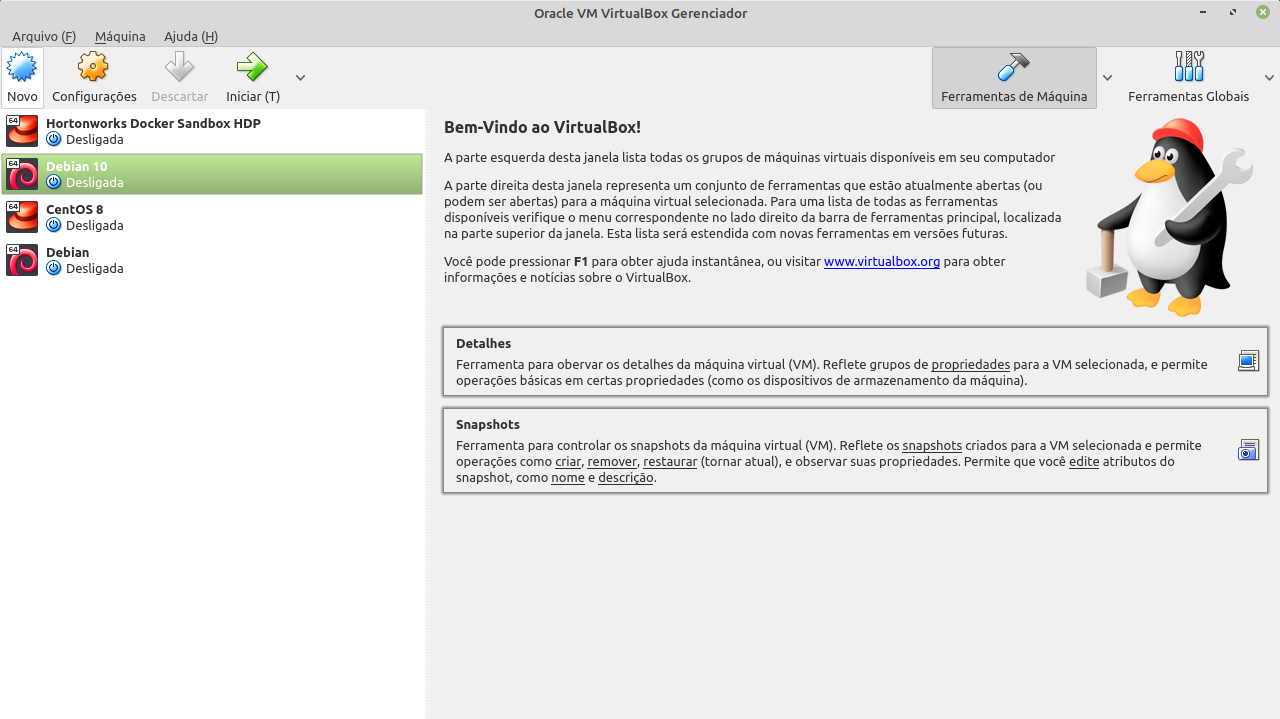 Oracle VM VirtualBox Gerenciador
Arquivo (F) Máquina Ajuda (H)
Novo Configurações Descartar Iniciar (T) Ferramentas de Máquina Ferramentas Globais
64 Hortonworks Docker Sandbox HDP
Desligada
64 Debian 10
Desligada
64 CentOS 8
Desligada
64 Debian
Desligada
Bem-Vindo ao VirtualBox!
A parte esquerda desta janela lista todas os grupos de máquinas virtuais disponíveis em seu computador
A parte direita desta janela representa um conjunto de ferramentas que estão atualmente abertas (ou
podem ser abertas) para a máquina virtual selecionada. Para uma lista de todas as ferramentas
disponíveis verifique o menu correspondente no lado direito da barra de ferramentas principal, localizada
na parte superior da janela. Esta lista será estendida com novas ferramentas em versões futuras.
Você pode pressionar F1 para obter ajuda instantânea, ou visitar www.virtualbox.org para obter
informações e notícias sobre o VirtualBox.
Detalhes
Ferramenta para obervar os detalhes da máquina virtual (VM). Reflete grupos de propriedades para a VM selecionada, e permite
operações básicas em certas propriedades (como os dispositivos de armazenamento da máquina).
Snapshots
Ferramenta para controlar os snapshots da máquina virtual (VM). Reflete os snapshots criados para a VM selecionada e permite
operações como criar, remover, restaurar (tornar atual), e observar suas propriedades. Permite que você edite atributos do
snapshot, como nome e descrição.